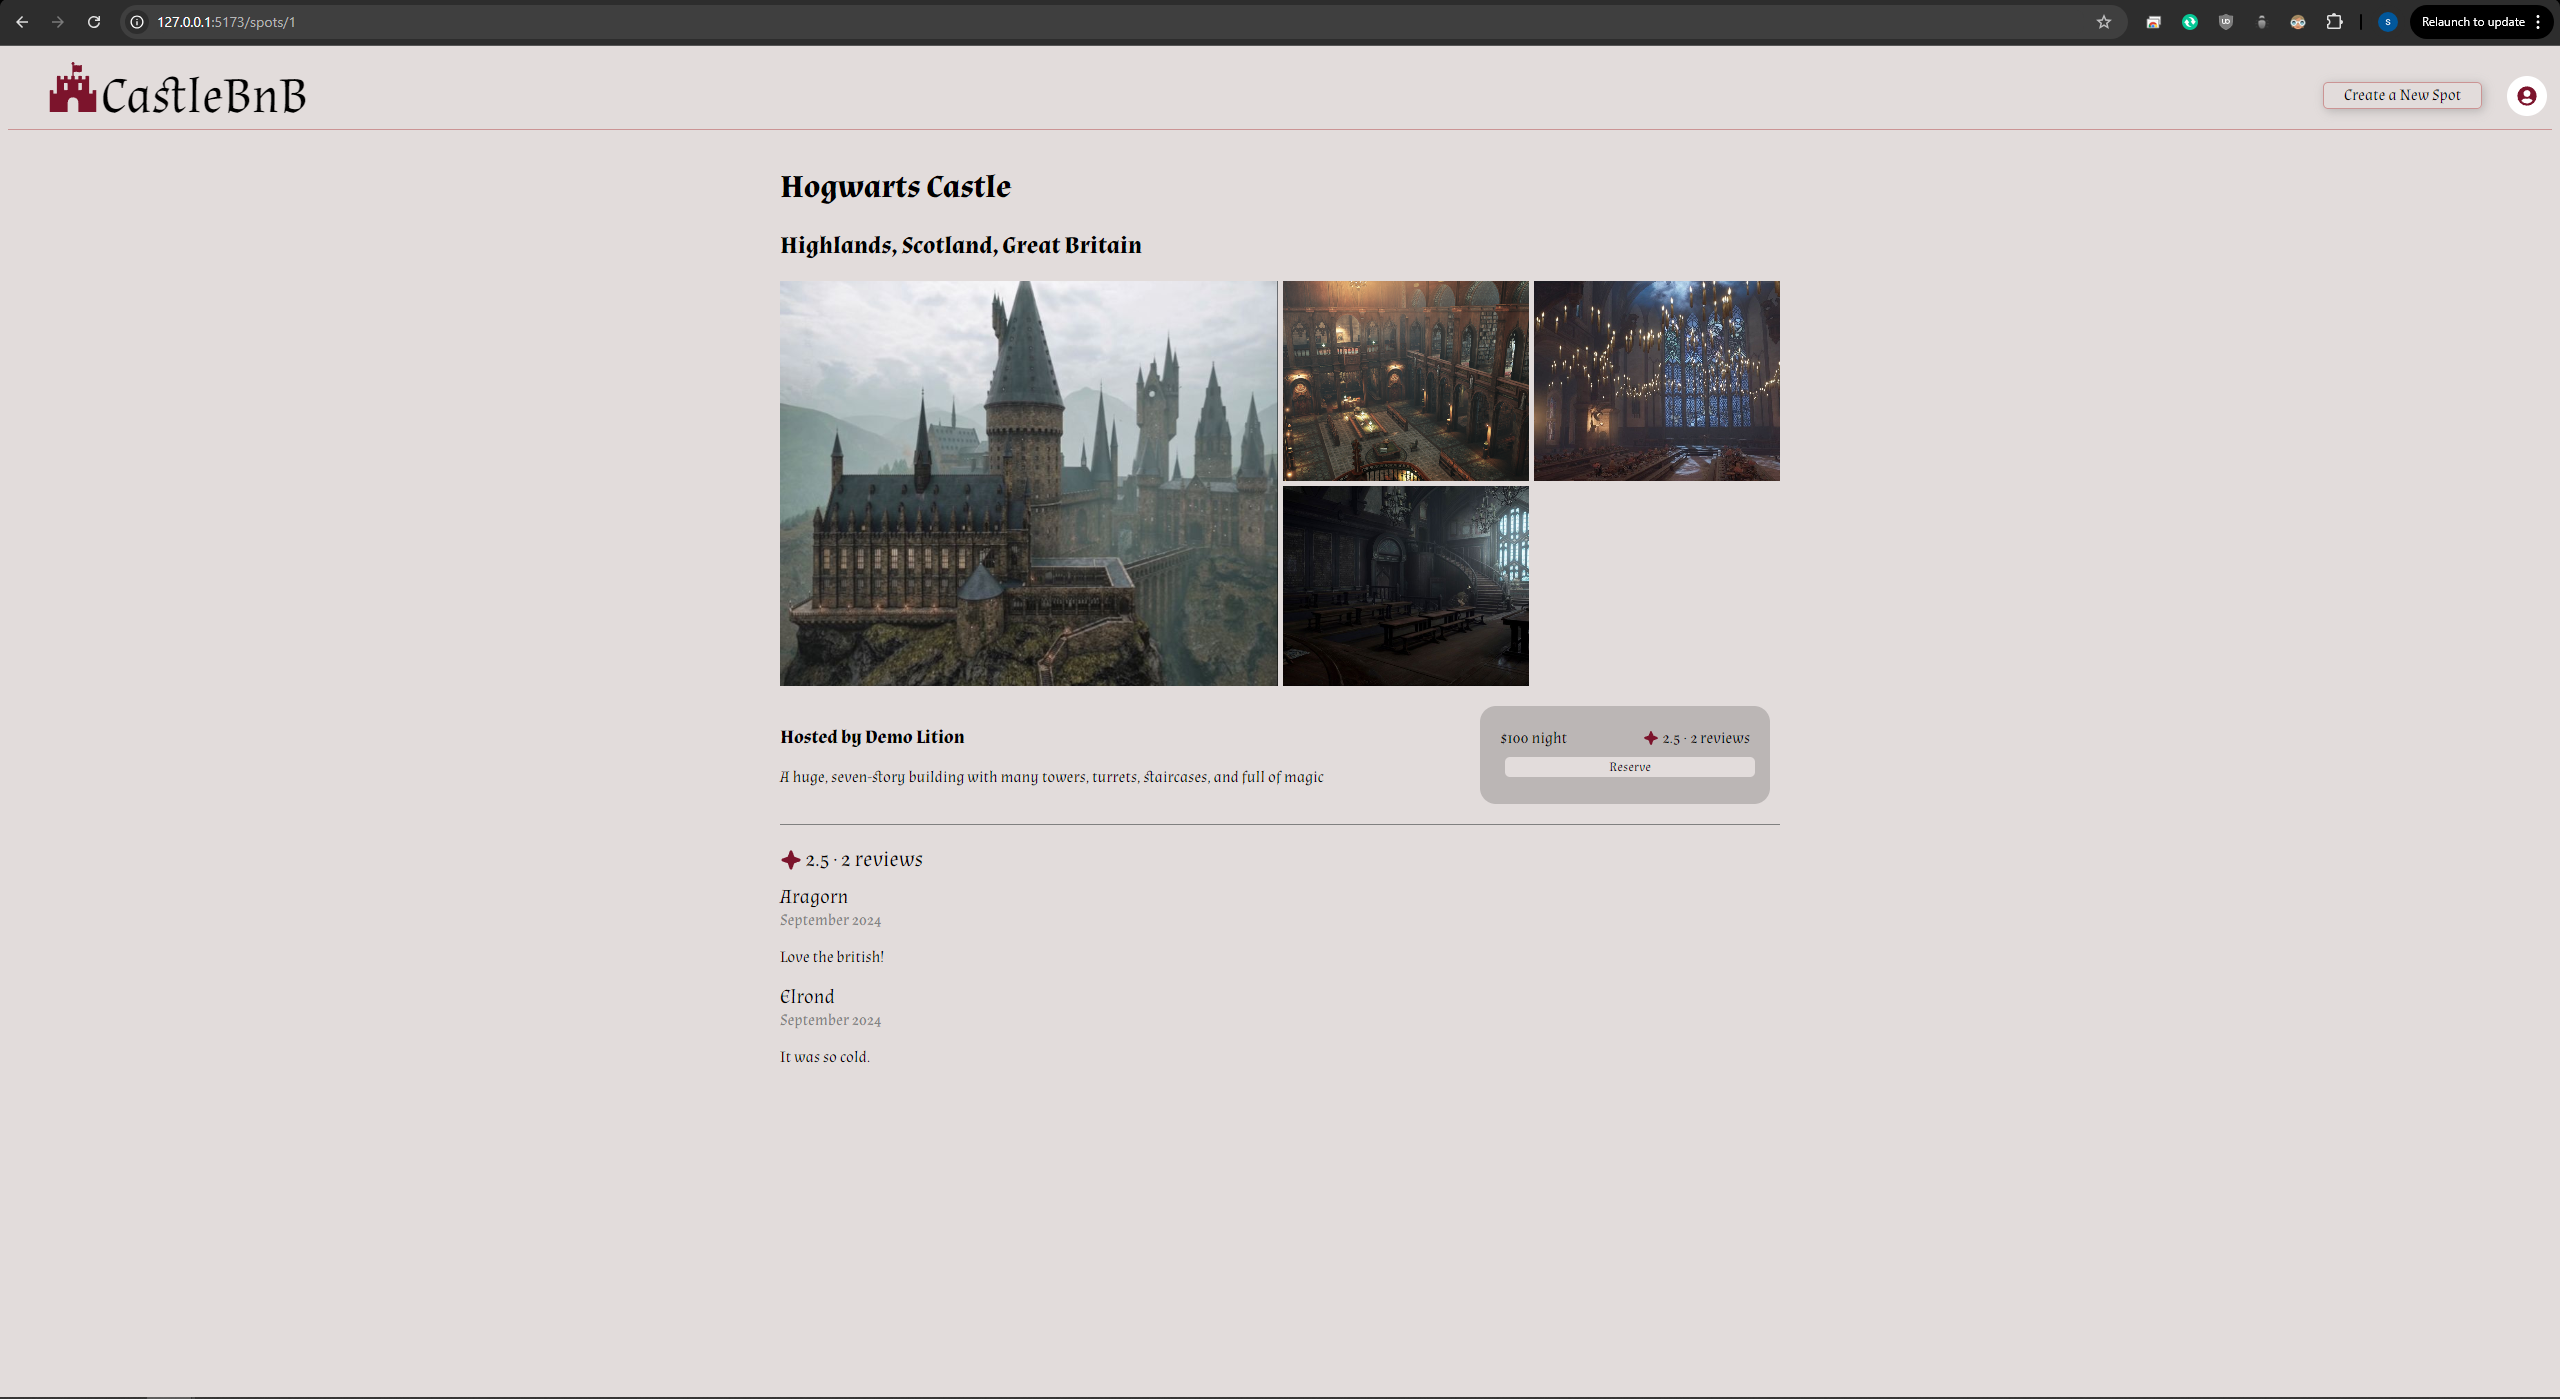 127.0.0.1:5173/spots/1
S
Relaunch to update
CastleBnB
Create a New Spot
Hogwarts Castle
Highlands, Scotland, Great Britain
Hosted by Demo Lition
$100 night
2.5 · 2 reviews
Reserve
A huge, seven-story building with many towers, turrets, staircases, and full of magic
2.5 · 2 reviews
Aragorn
September 2024
Love the british!
Elrond
September 2024
It was so cold.